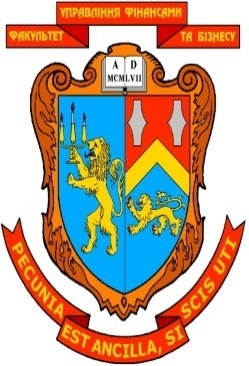 УПРАВЛІННЯ ФІНАНСАМИ
ФАКУЛЬТЕТ
ТА БІЗНЕСУ
A D
MCMLVII
PECUNIA
EST ANCILLA, SI
SCIS UTI